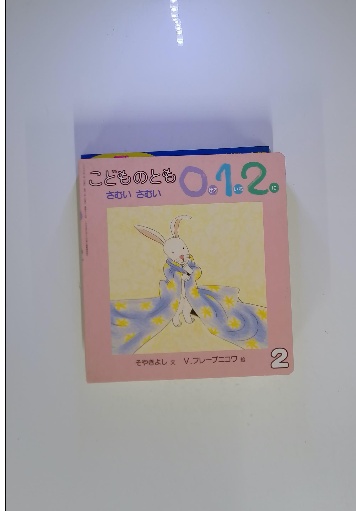 こどものとも 0.1.2.
さむい さむい
そやきよし 文 V.フレーブニコワ 絵
2